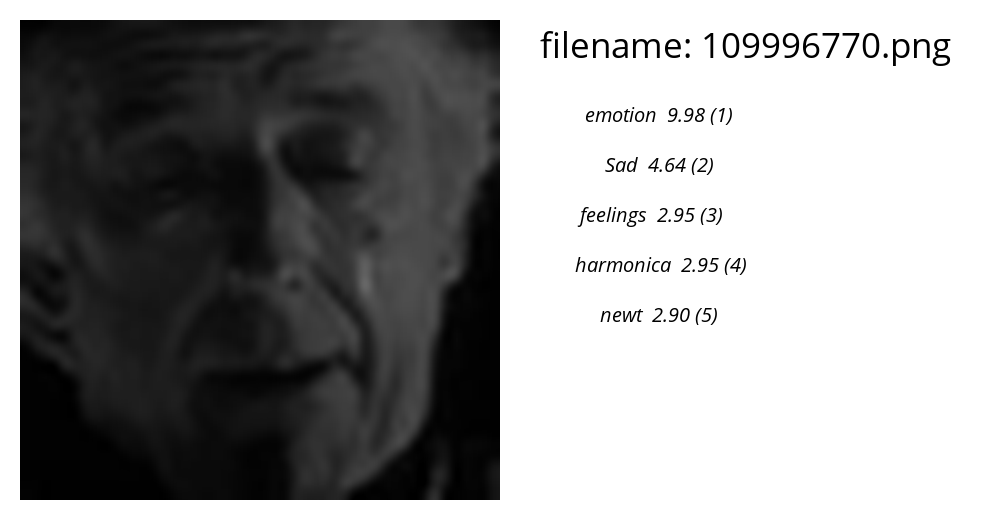 filename: 109996770.png
emotion 9.98 (1)
Sad 4.64 (2)
feelings 2.95 (3)
harmonica 2.95 (4)
newt 2.90 (5)